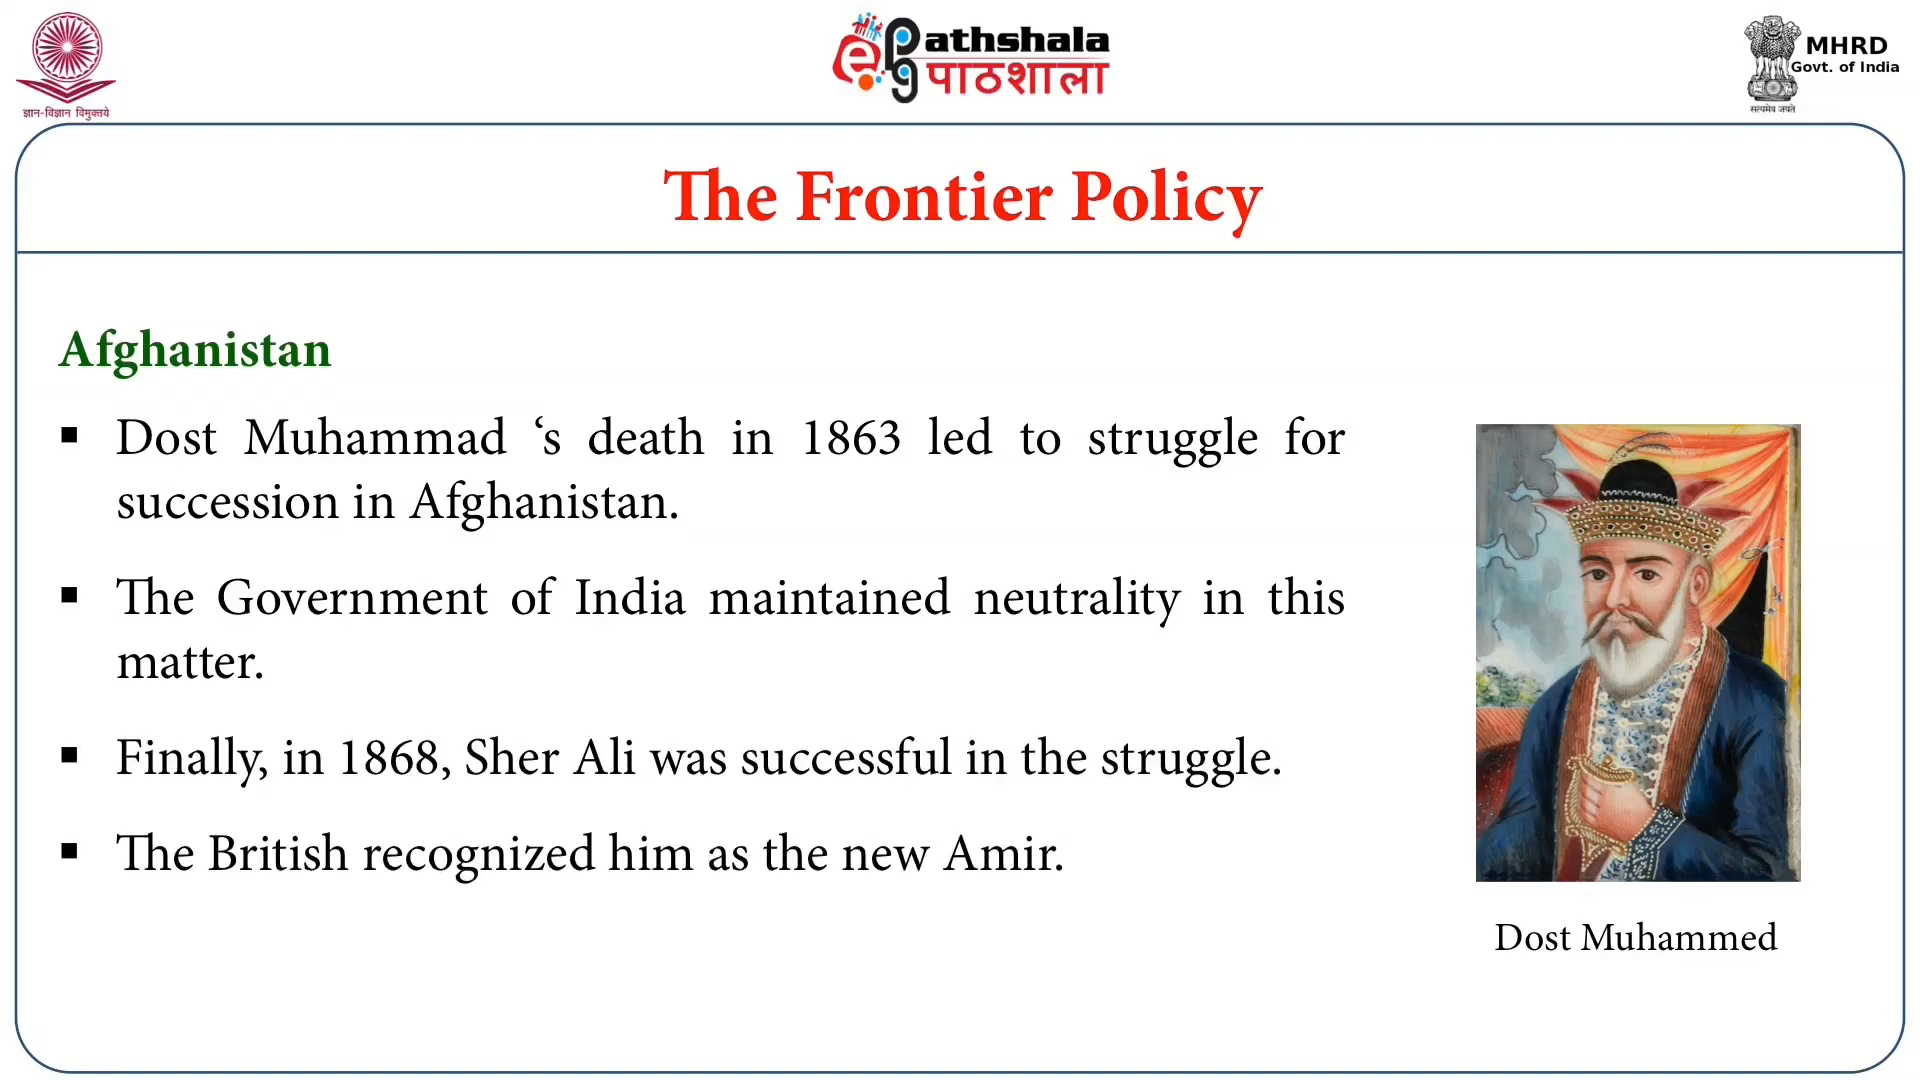 ज्ञान-विज्ञान विमुक्तये
e PG Pathshala
पाठशाला
MHRD
Govt. of India
सत्यमेव जयते
The Frontier Policy
Afghanistan
▪ Dost Muhammad ‘s death in 1863 led to struggle for
succession in Afghanistan.
▪ The Government of India maintained neutrality in this
matter.
▪ Finally, in 1868, Sher Ali was successful in the struggle.
▪ The British recognized him as the new Amir.
Dost Muhammed